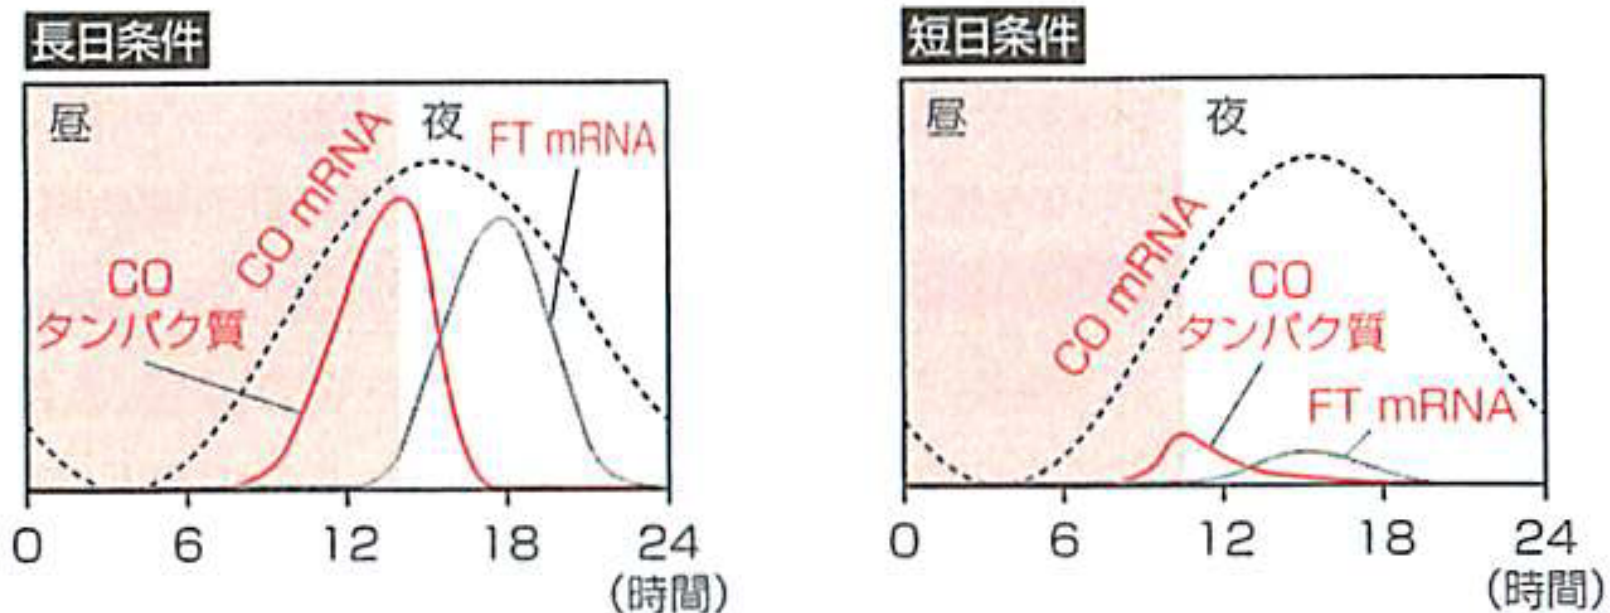 長日条件
昼
夜
CO mRNA
FT mRNA
CO
タンパク質
0 6 12 18 24
(時間)
短日条件
昼
夜
CO mRNA
CO
タンパク質
FT mRNA
0 6 12 18 24
(時間)